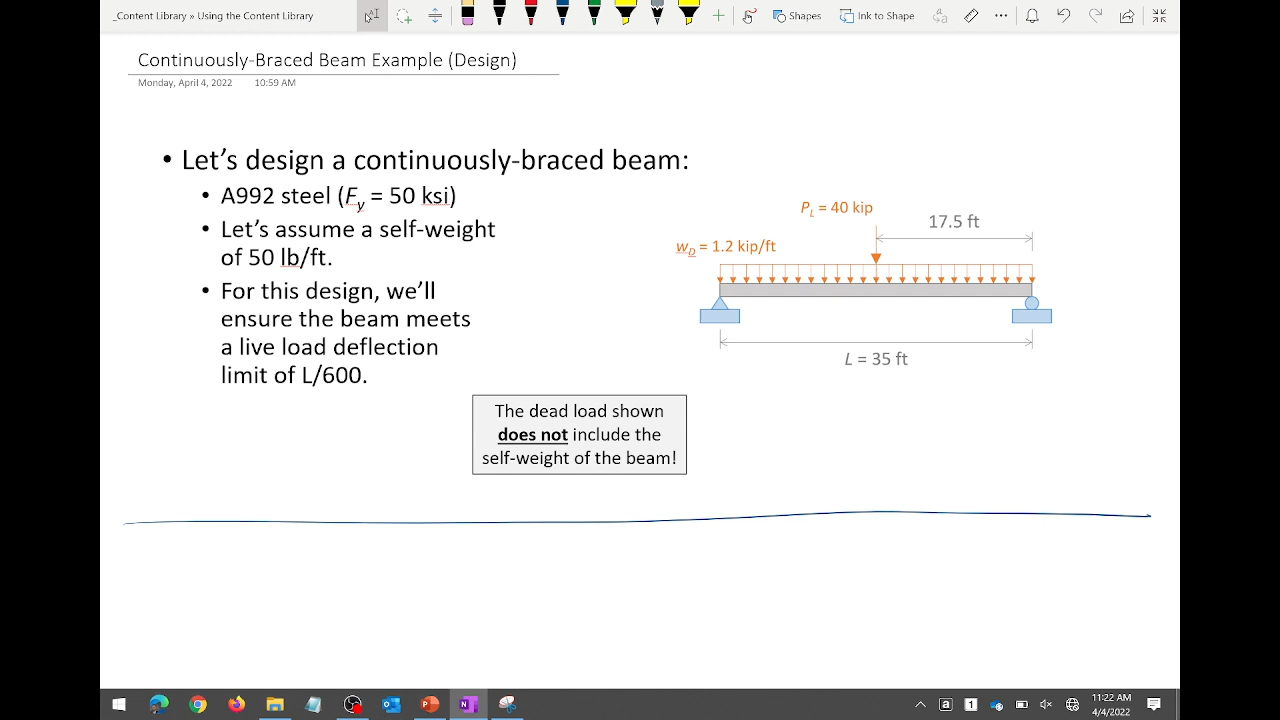 _Content Library » Using the Content Library
Shapes
Ink to Shape
Continuously-Braced Beam Example (Design)
Monday, April 4, 2022 10:59 AM
• Let's design a continuously-braced beam:
• A992 steel (Fy = 50 ksi)
• Let's assume a self-weight
of 50 lb/ft.
• For this design, we'll
ensure the beam meets
a live load deflection
limit of L/600.
PL = 40 kip
17.5 ft
wD = 1.2 kip/ft
L = 35 ft
The dead load shown
does not include the
self-weight of the beam!
11:22 AM
4/4/2022